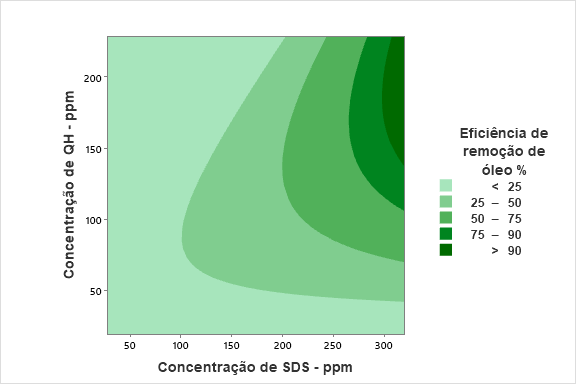 200
150
100
50
50
100
150
200
250
300
Concentração de QH - ppm
Concentração de SDS - ppm
Eficiência de
remoção de
óleo %
< 25
25 – 50
50 – 75
75 – 90
> 90